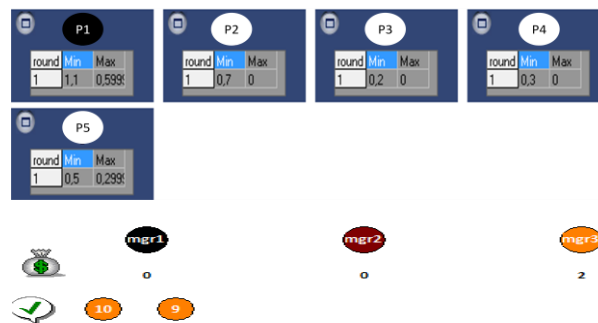 P1 P2 P3 P4
round Min Max round Min Max round Min Max round Min Max
1 1,1 0,599 1 0,7 0 1 0,2 0 1 0,3 0
P5
round Min Max
1 0,5 0,299
mgr1 mgr2 mgr3
0 0 2
10 9